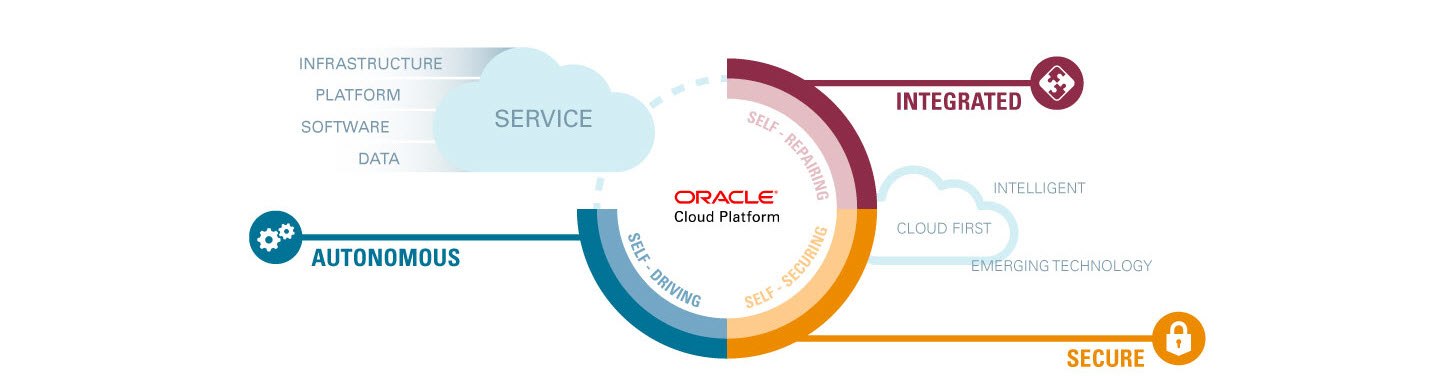 INFRASTRUCTURE
PLATFORM
SOFTWARE
DATA
SERVICE
INTEGRATED
SELF - REPAIRING
ORACLE®
Cloud Platform
INTELLIGENT
CLOUD FIRST
EMERGING TECHNOLOGY
AUTONOMOUS
SELF - DRIVING
SELF - SECURING
SECURE